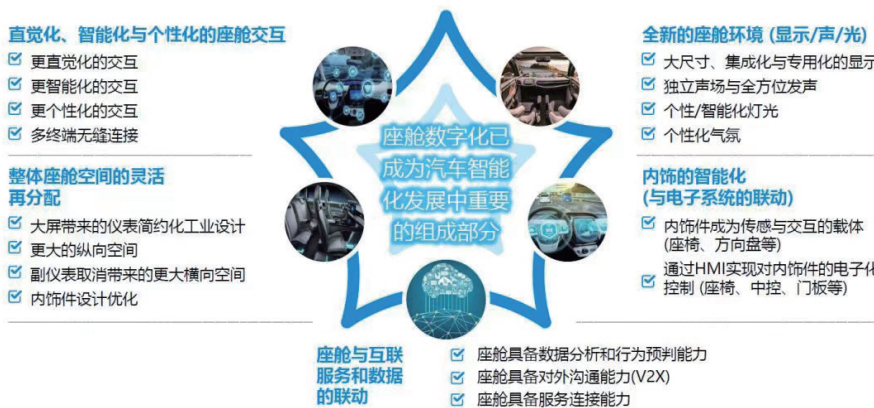 直觉化、智能化与个性化的座舱交互
更直觉化的交互
更智能化的交互
更个性化的交互
多终端无缝连接
整体座舱空间的灵活
再分配
大屏带来的仪表简约化工业设计
更大的纵向空间
副仪表取消带来的更大横向空间
内饰件设计优化
座舱数字化已
成为汽车智能
化发展中重要
的组成部分
全新的座舱环境 (显示/声/光)
大尺寸、集成化与专用化的显示
独立声场与全方位发声
个性/智能化灯光
个性化气氛
内饰的智能化
(与电子系统的联动)
内饰件成为传感与交互的载体
(座椅、方向盘等)
通过HMI实现对内饰件的电子化
控制 (座椅、中控、门板等)
座舱与互联
服务和数据
的联动
座舱具备数据分析和行为预判能力
座舱具备对外沟通能力(V2X)
座舱具备服务连接能力